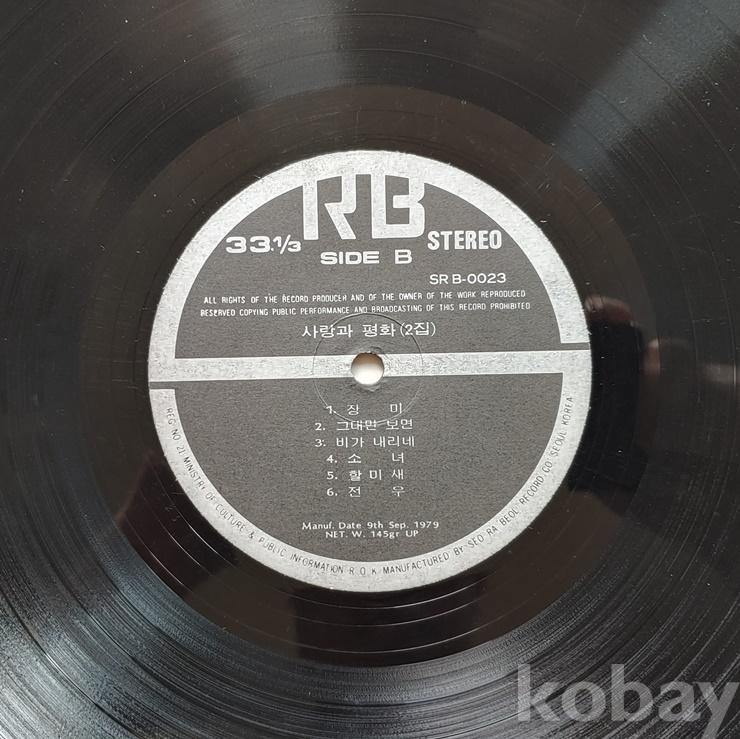 RB
33.⅓ SIDE B STEREO
SRB-0023
ALL RIGHTS OF THE RECORD PRODUCER AND OF THE OWNER OF THE WORK REPRODUCED
RESERVED COPYING PUBLIC PERFORMANCE AND BROADCASTING OF THIS RECORD PROHIBITED
사랑과 평화(2집)
1. 장 미
2. 그대만 보면
3. 비가 내리네
4. 소 녀
5. 할미새
6. 전 우
Manuf. Date 9th Sep. 1979
NET. W. 145gr UP
REG NO 21 MINISTRY OF CULTURE & PUBLIC INFORMATION R.O.K MANUFACTURED BY SEO RA BEOL RECORD CO. SEOUL KOREA
kobay